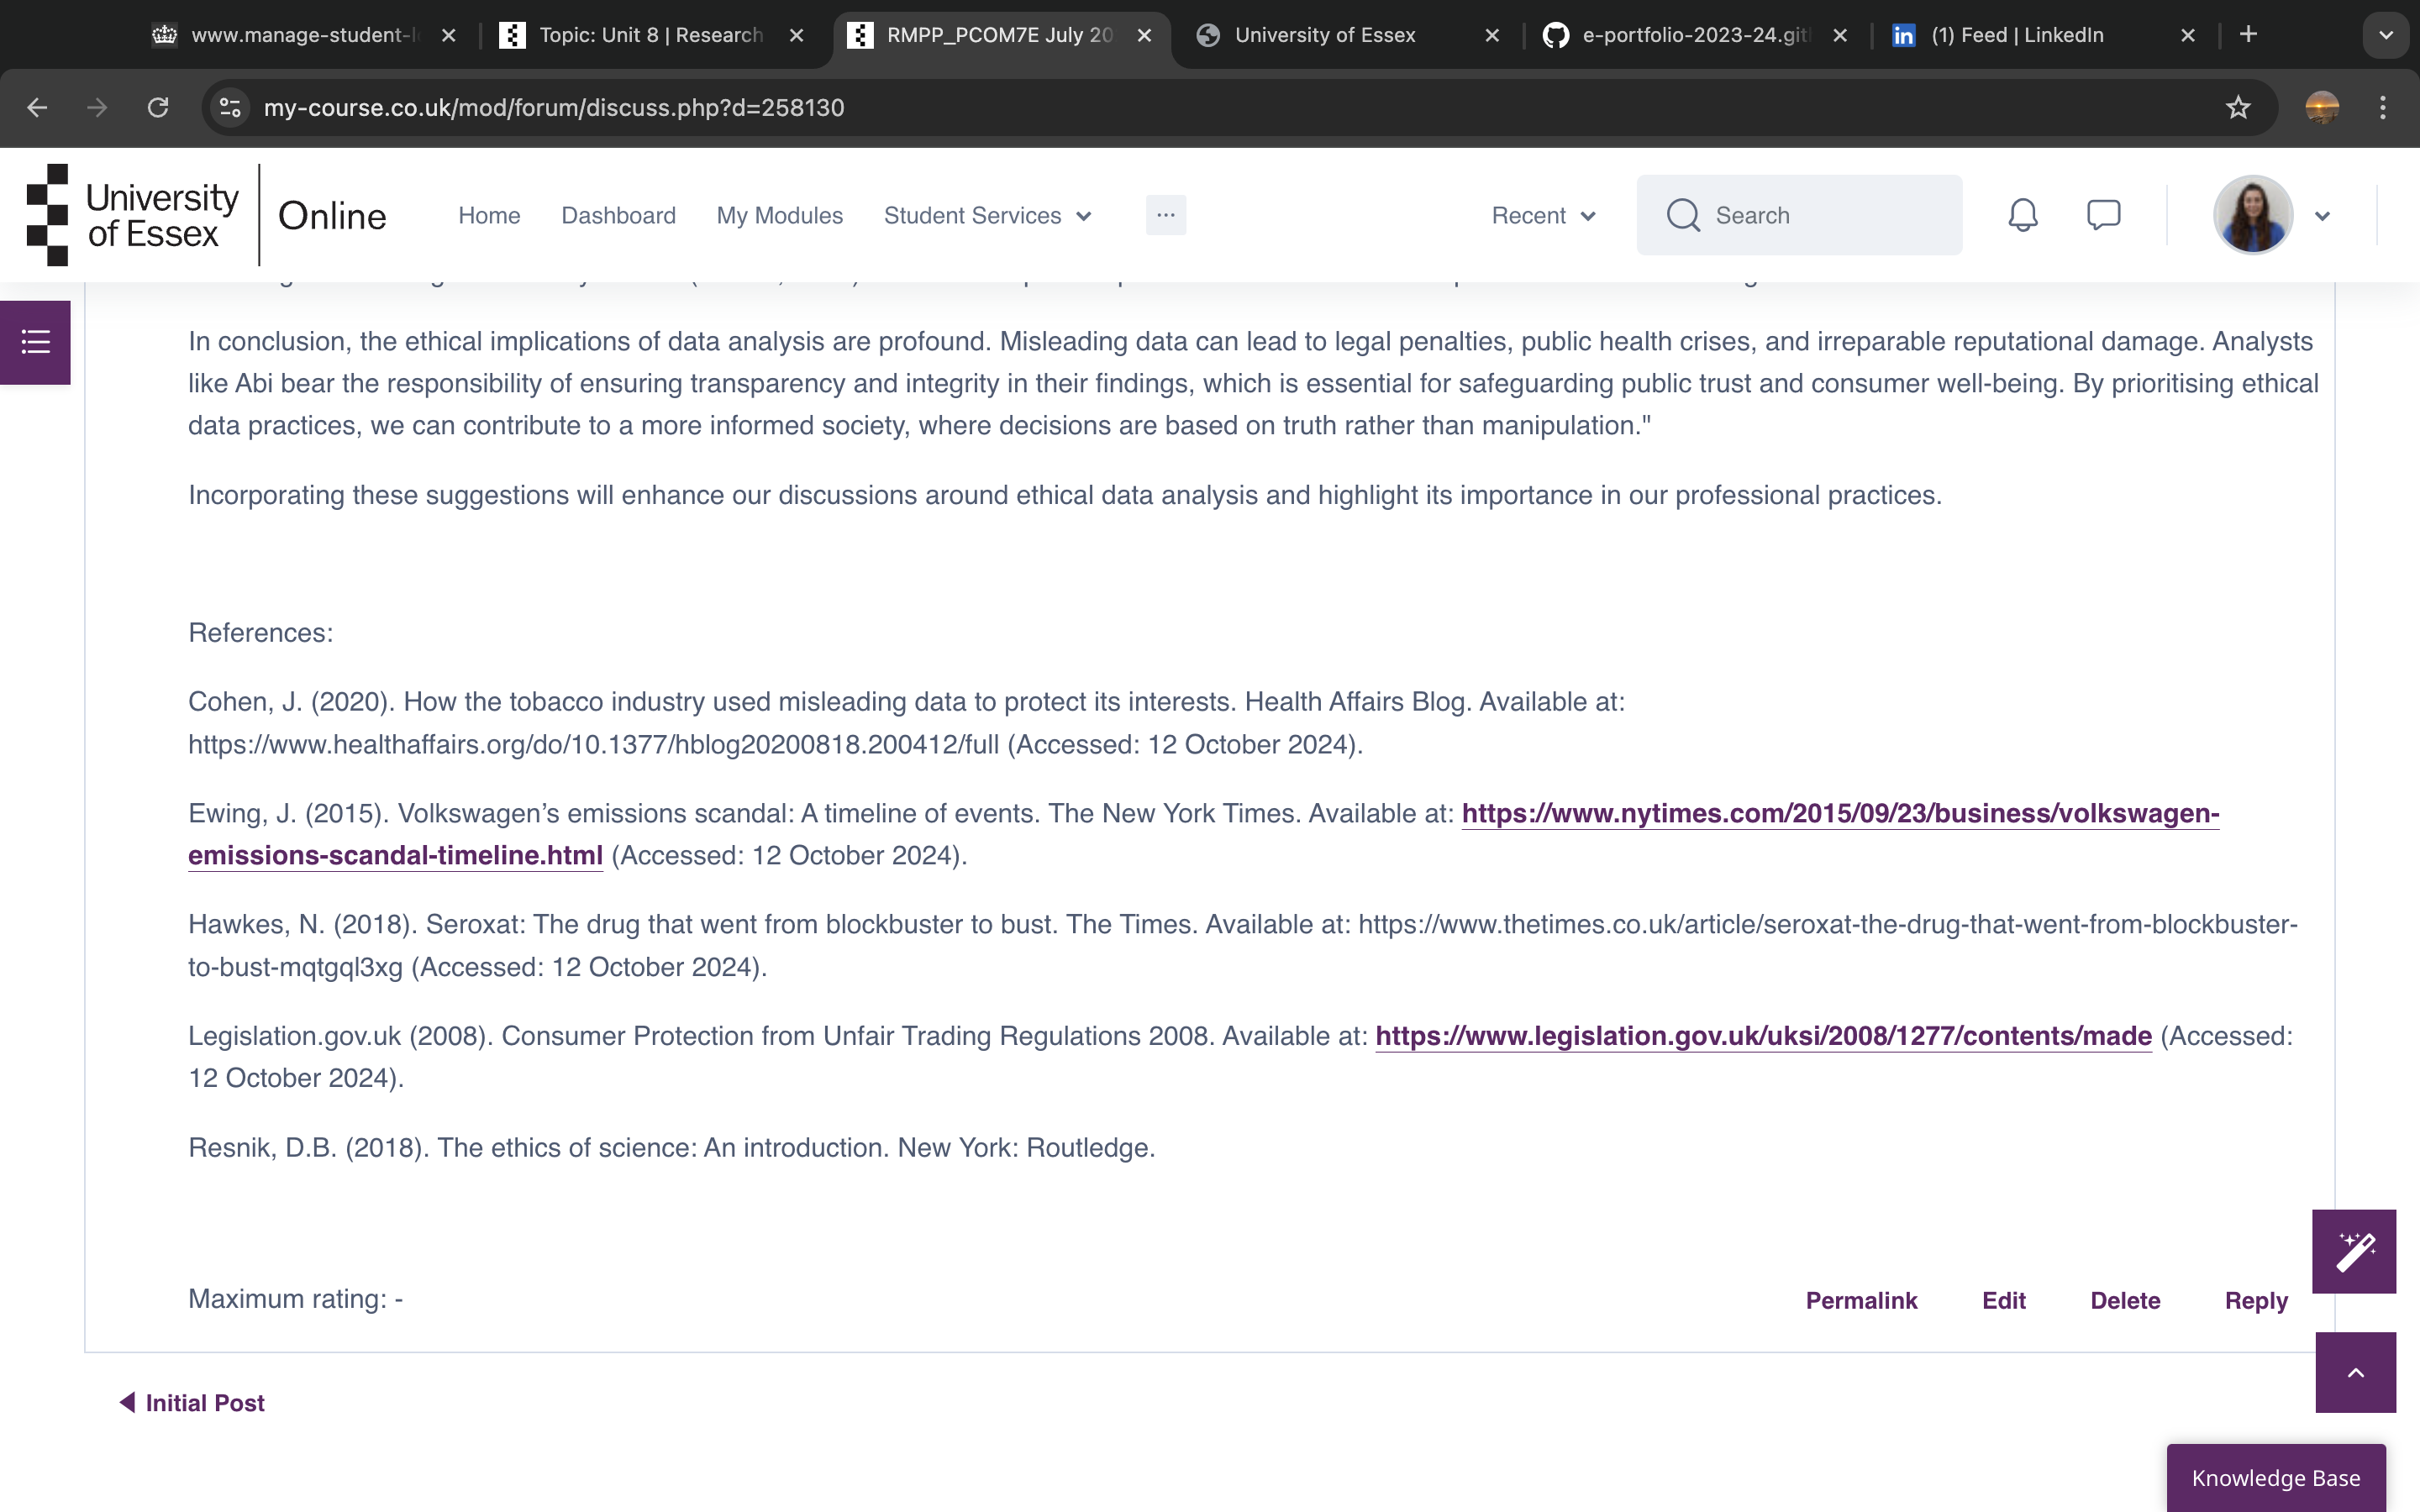 www.manage-student-l
Topic: Unit 8 | Research
RMPP_PCOM7E July 20
University of Essex
e-portfolio-2023-24.git
(1) Feed | LinkedIn
my-course.co.uk/mod/forum/discuss.php?d=258130
University
of Essex
Online
Home
Dashboard
My Modules
Student Services
Recent
Search
In conclusion, the ethical implications of data analysis are profound. Misleading data can lead to legal penalties, public health crises, and irreparable reputational damage. Analysts
like Abi bear the responsibility of ensuring transparency and integrity in their findings, which is essential for safeguarding public trust and consumer well-being. By prioritising ethical
data practices, we can contribute to a more informed society, where decisions are based on truth rather than manipulation."
Incorporating these suggestions will enhance our discussions around ethical data analysis and highlight its importance in our professional practices.
References:
Cohen, J. (2020). How the tobacco industry used misleading data to protect its interests. Health Affairs Blog. Available at:
https://www.healthaffairs.org/do/10.1377/hblog20200818.200412/full (Accessed: 12 October 2024).
Ewing, J. (2015). Volkswagen’s emissions scandal: A timeline of events. The New York Times. Available at: https://www.nytimes.com/2015/09/23/business/volkswagen-
emissions-scandal-timeline.html (Accessed: 12 October 2024).
Hawkes, N. (2018). Seroxat: The drug that went from blockbuster to bust. The Times. Available at: https://www.thetimes.co.uk/article/seroxat-the-drug-that-went-from-blockbuster-
to-bust-mqtgql3xg (Accessed: 12 October 2024).
Legislation.gov.uk (2008). Consumer Protection from Unfair Trading Regulations 2008. Available at: https://www.legislation.gov.uk/uksi/2008/1277/contents/made (Accessed:
12 October 2024).
Resnik, D.B. (2018). The ethics of science: An introduction. New York: Routledge.
Maximum rating: -
Permalink
Edit
Delete
Reply
Initial Post
Knowledge Base